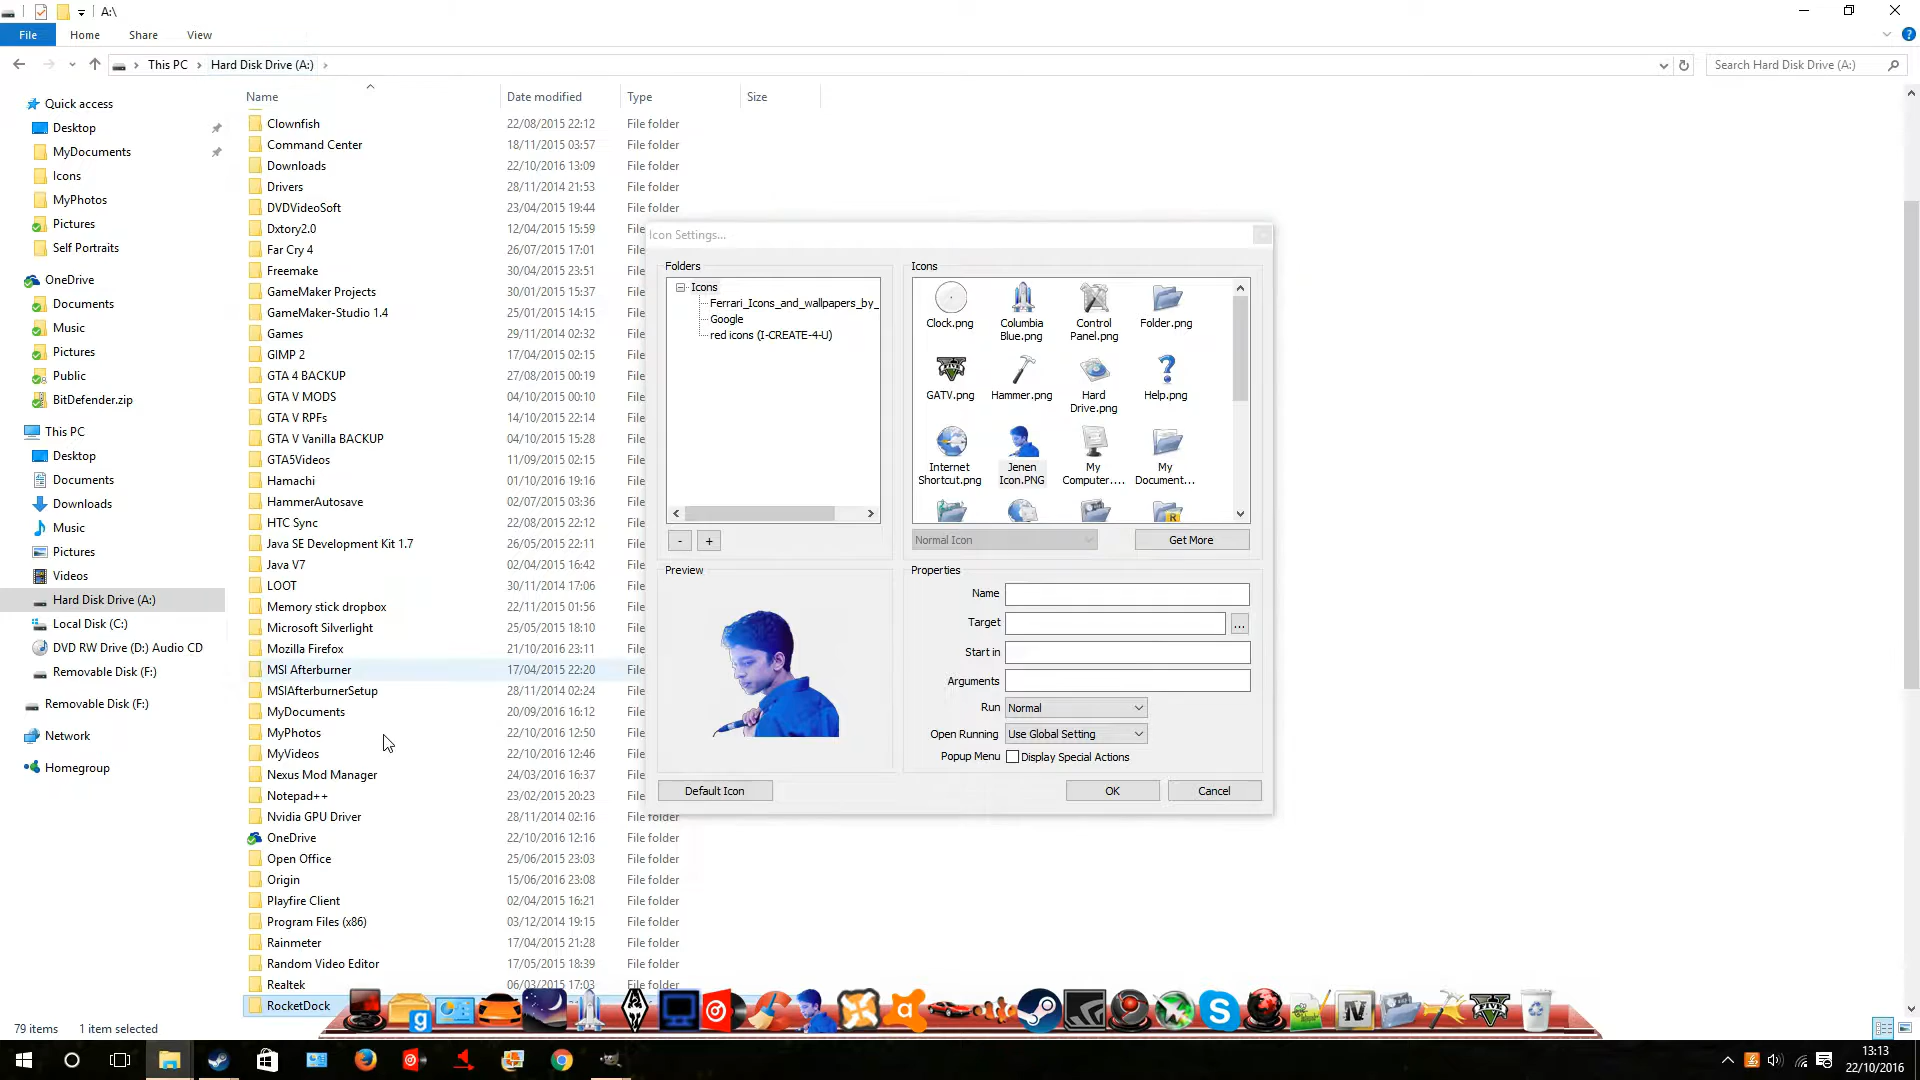 A:\
File Home Share View
This PC Hard Disk Drive (A:)
Search Hard Disk Drive (A:)
Quick access
Desktop
MyDocuments
Icons
MyPhotos
Pictures
Self Portraits
OneDrive
Documents
Music
Pictures
Public
BitDefender.zip
This PC
Desktop
Documents
Downloads
Music
Pictures
Videos
Hard Disk Drive (A:)
Local Disk (C:)
DVD RW Drive (D:) Audio CD
Removable Disk (F:)
Removable Disk (F:)
Network
Homegroup
Name Date modified Type Size
Clownfish 22/08/2015 22:12 File folder
Command Center 18/11/2015 03:57 File folder
Downloads 22/10/2016 13:09 File folder
Drivers 28/11/2014 21:53 File folder
DVDVideoSoft 23/04/2015 19:44 File folder
Dxtory2.0 12/04/2015 15:59 File
Far Cry 4 26/07/2015 17:01 File
Freemake 30/04/2015 23:51 File
GameMaker Projects 30/01/2015 15:37 File
GameMaker-Studio 1.4 25/01/2015 14:15 File
Games 29/11/2014 02:32 File
GIMP 2 17/04/2015 02:15 File
GTA 4 BACKUP 27/08/2015 00:19 File
GTA V MODS 04/10/2015 00:10 File
GTA V RPFs 14/10/2015 22:14 File
GTA V Vanilla BACKUP 04/10/2015 15:28 File
GTA5Videos 11/09/2015 02:15 File
Hamachi 01/10/2016 19:16 File
HammerAutosave 02/07/2015 03:36 File
HTC Sync 22/08/2015 22:12 File
Java SE Development Kit 1.7 26/05/2015 22:11 File
Java V7 02/04/2015 16:42 File
LOOT 30/11/2014 17:06 File
Memory stick dropbox 22/11/2015 01:56 File
Microsoft Silverlight 25/05/2015 18:10 File
Mozilla Firefox 21/10/2016 23:11 File
MSI Afterburner 17/04/2015 22:20 File
MSIAfterburnerSetup 28/11/2014 02:24 File
MyDocuments 20/09/2016 16:12 File
MyPhotos 22/10/2016 12:50 File
MyVideos 22/10/2016 12:46 File
Nexus Mod Manager 24/03/2016 16:37 File
Notepad++ 23/02/2015 20:23 File
Nvidia GPU Driver 28/11/2014 02:16 File folder
OneDrive 22/10/2016 12:16 File folder
Open Office 25/06/2015 23:03 File folder
Origin 15/06/2016 23:08 File folder
Playfire Client 02/04/2015 16:21 File folder
Program Files (x86) 03/12/2014 19:15 File folder
Rainmeter 17/04/2015 21:28 File folder
Random Video Editor 17/05/2015 18:39 File folder
Realtek 06/03/2015 17:03 File folder
RocketDock
Icon Settings...
Folders
Icons
Ferrari_Icons_and_wallpapers_by_
Google
red icons (I-CREATE-4-U)
- +
Icons
Clock.png
Columbia Blue.png
Control Panel.png
Folder.png
GATV.png
Hammer.png
Hard Drive.png
Help.png
Internet Shortcut.png
Jenen Icon.PNG
My Computer....
My Document...
Normal Icon
Get More
Preview
Default Icon
Properties
Name
Target ...
Start in
Arguments
Run Normal
Open Running Use Global Setting
Popup Menu Display Special Actions
OK Cancel
79 items 1 item selected
13:13
22/10/2016